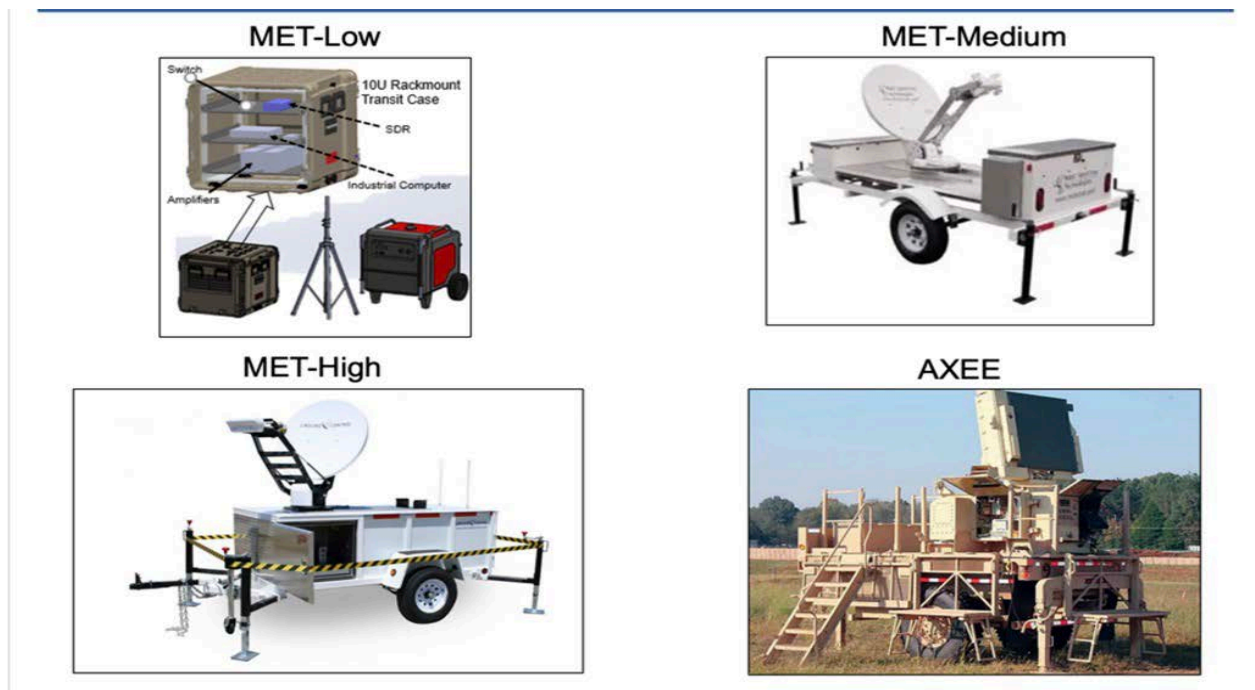 MET-Low
MET-Medium
Switch
10U Rackmount
Transit Case
SDR
Industrial Computer
Amplifiers
MET-High
AXEE